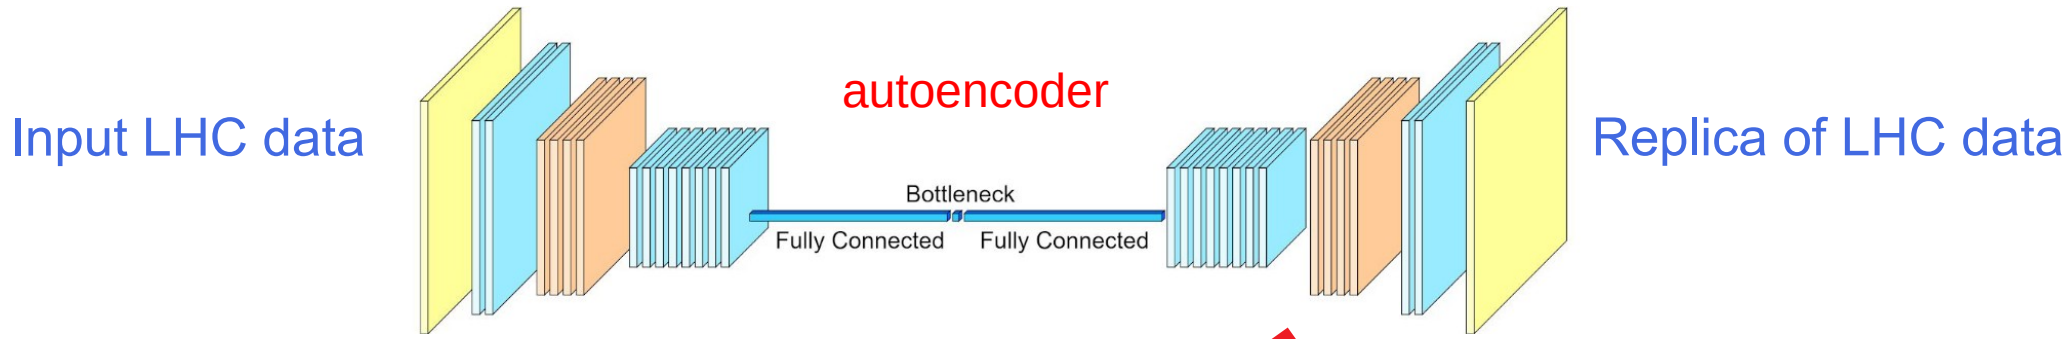 autoencoder
Input LHC data
Replica of LHC data
Bottleneck
Fully Connected
Fully Connected